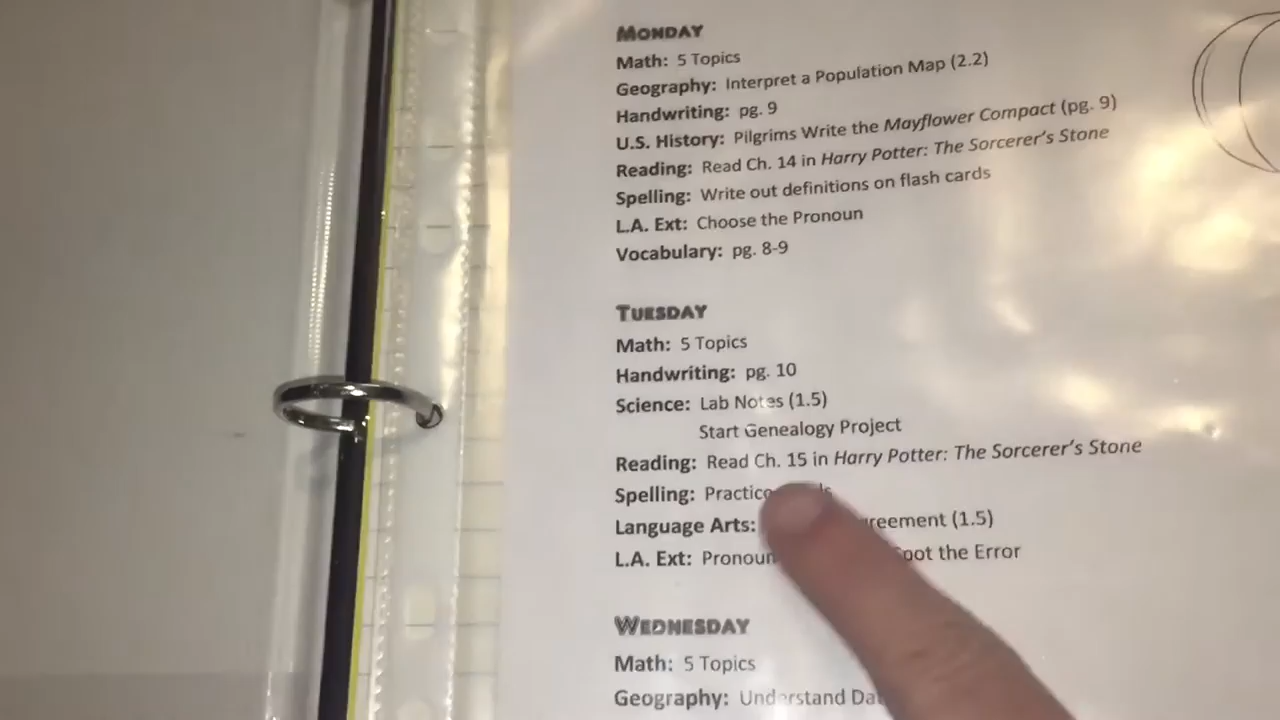 MONDAY
Math: 5 Topics
Geography: Interpret a Population Map (2.2)
Handwriting: pg. 9
U.S. History: Pilgrims Write the Mayflower Compact (pg. 9)
Reading: Read Ch. 14 in Harry Potter: The Sorcerer's Stone
Spelling: Write out definitions on flash cards
L.A. Ext: Choose the Pronoun
Vocabulary: pg. 8-9
TUESDAY
Math: 5 Topics
Handwriting: pg. 10
Science: Lab Notes (1.5)
Start Genealogy Project
Reading: Read Ch. 15 in Harry Potter: The Sorcerer's Stone
Spelling: Practice
Language Arts: (1.5)
L.A. Ext: Pronoun the Error
WEDNESDAY
Math: 5 Topics
Geography: Understand